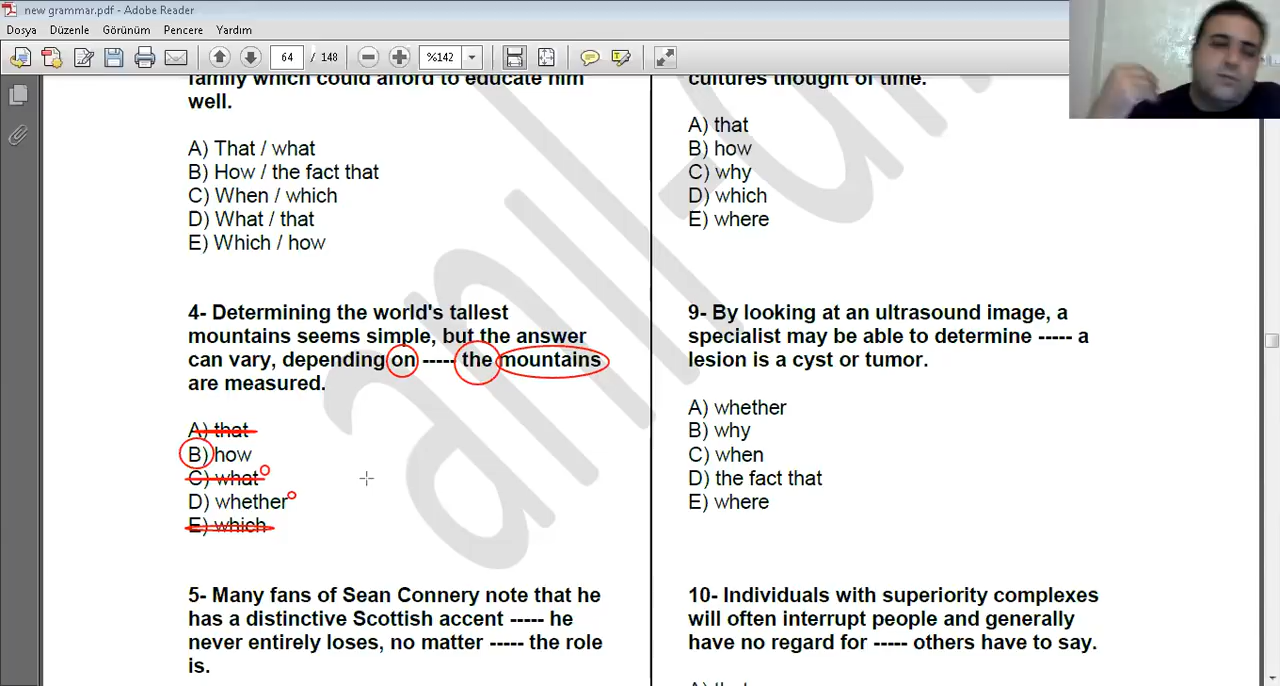 new grammar.pdf - Adobe Reader
Dosya Düzenle Görünüm Pencere Yardım
64 / 148 %142
family which could afford to educate him
well.
A) That / what
B) How / the fact that
C) When / which
D) What / that
E) Which / how
4- Determining the world's tallest
mountains seems simple, but the answer
can vary, depending on ----- the mountains
are measured.
A) that
B) how
C) what
D) whether
E) which
5- Many fans of Sean Connery note that he
has a distinctive Scottish accent ----- he
never entirely loses, no matter ----- the role
is.
cultures thought of time.
A) that
B) how
C) why
D) which
E) where
9- By looking at an ultrasound image, a
specialist may be able to determine ----- a
lesion is a cyst or tumor.
A) whether
B) why
C) when
D) the fact that
E) where
10- Individuals with superiority complexes
will often interrupt people and generally
have no regard for ----- others have to say.
A) that